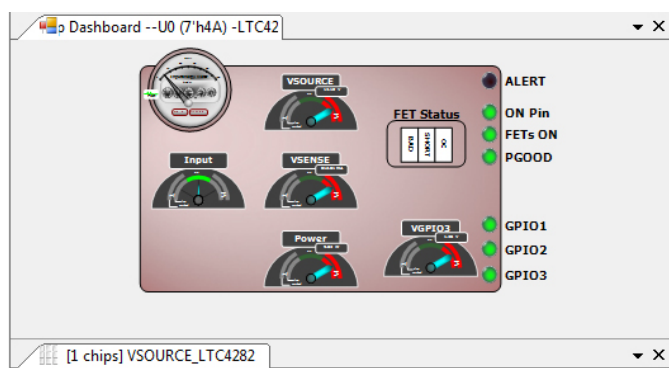 p Dashboard --U0 (7'h4A) -LTC42
VSOURCE
ALERT
FET Status
ON Pin
FETs ON
BAD
SHORT
OC
PGOOD
Input
VSENSE
VGPIO3
GPIO1
Power
GPIO2
GPIO3
[1 chips] VSOURCE_LTC4282